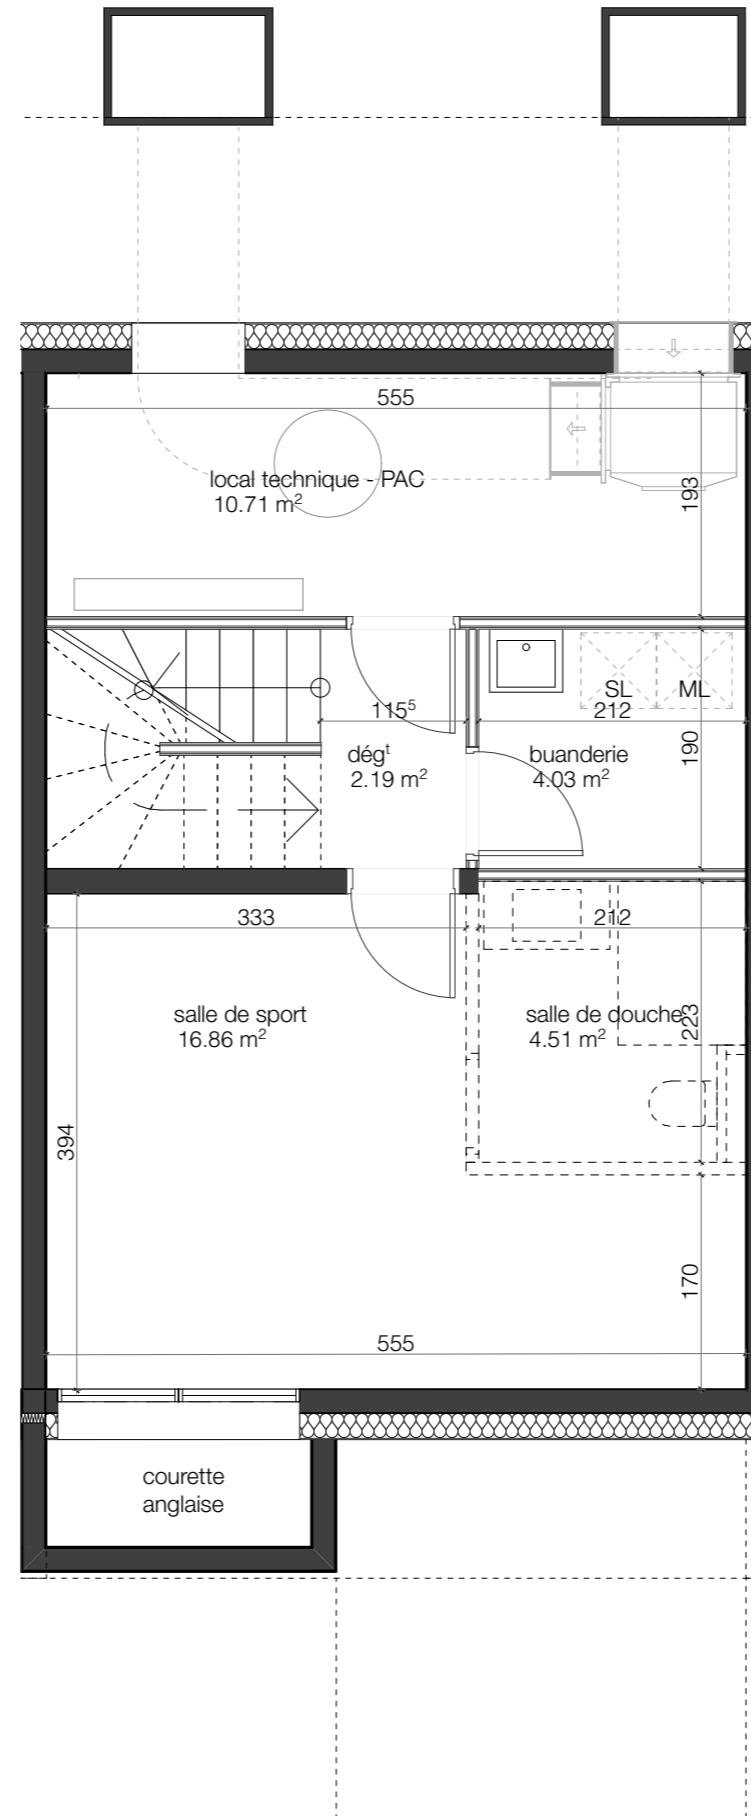 555
local technique - PAC
10.71 m²
193
SL
ML
115⁵
212
dégᵗ
2.19 m²
buanderie
4.03 m²
190
333
212
salle de sport
16.86 m²
salle de douche
4.51 m²
223
394
170
555
courette
anglaise